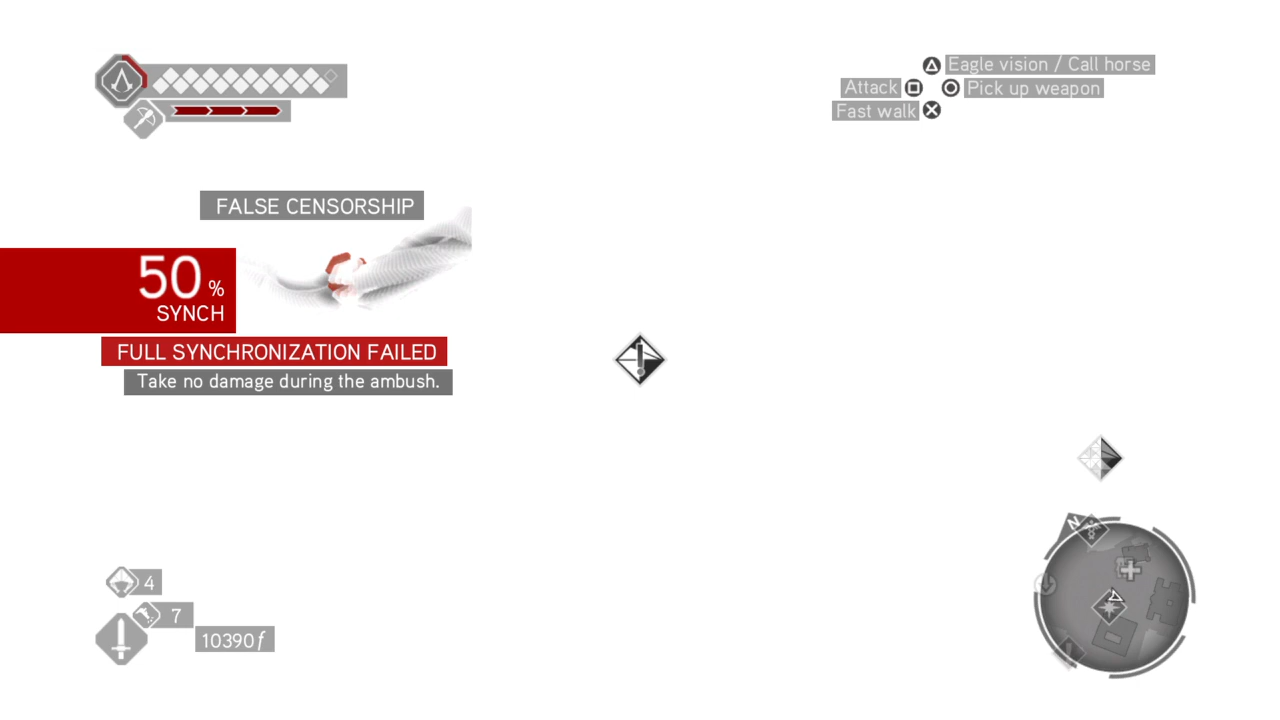 Eagle vision / Call horse
Attack
Pick up weapon
Fast walk
FALSE CENSORSHIP
50 %
SYNCH
FULL SYNCHRONIZATION FAILED
Take no damage during the ambush.
N
4
7
10390 f